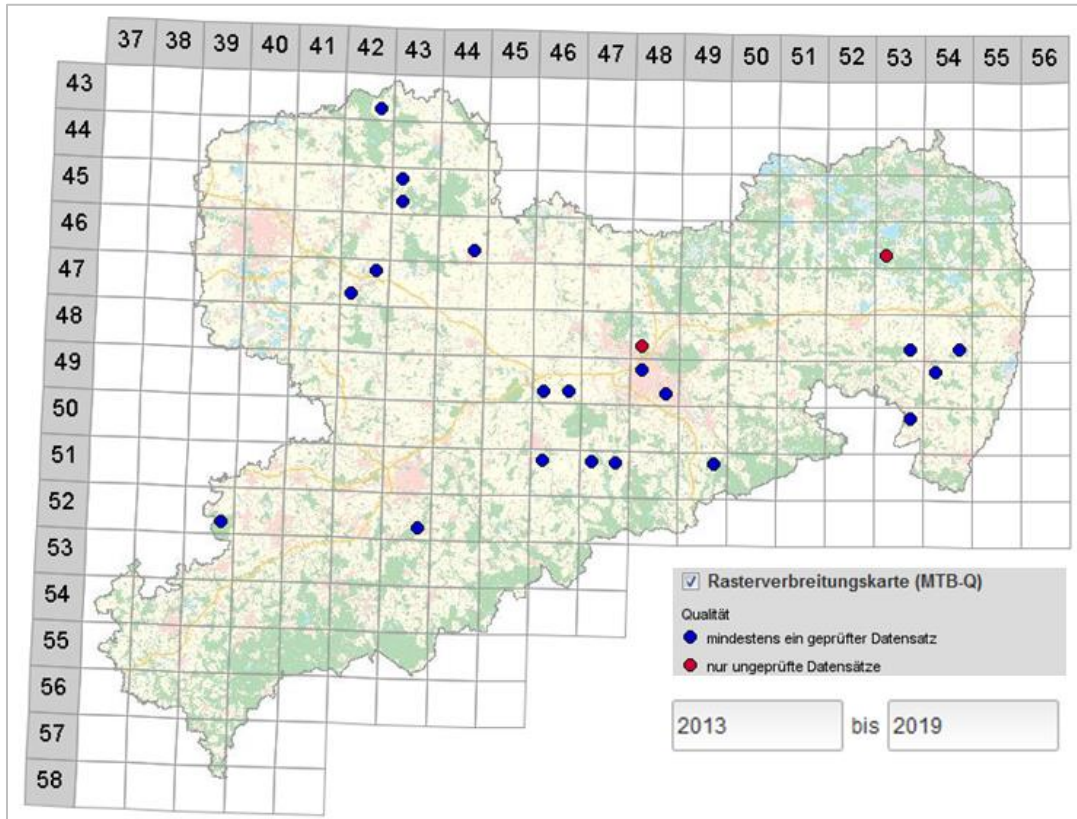 37 38 39 40 41 42 43 44 45 46 47 48 49 50 51 52 53 54 55 56
43
44
45
46
47
48
49
50
51
52
53
54
55
56
57
58
Rasterverbreitungskarte (MTB-Q)
Qualität
mindestens ein geprüfter Datensatz
nur ungeprüfte Datensätze
2013 bis 2019